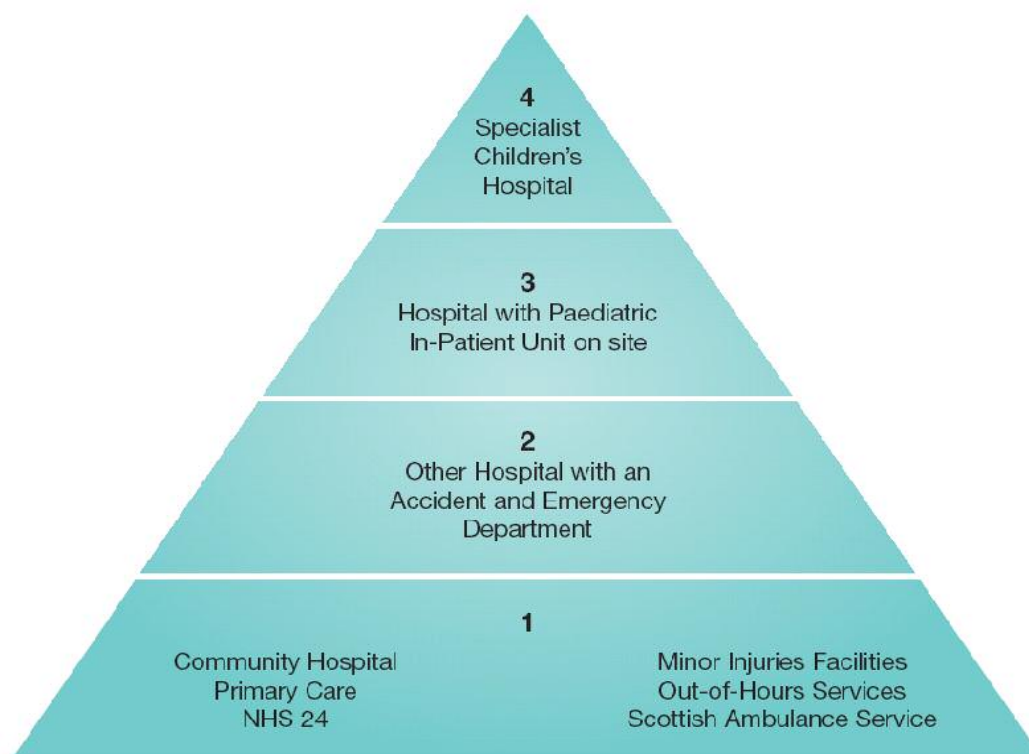 4
Specialist
Children's
Hospital
3
Hospital with Paediatric
In-Patient Unit on site
2
Other Hospital with an
Accident and Emergency
Department
1
Community Hospital
Primary Care
NHS 24
Minor Injuries Facilities
Out-of-Hours Services
Scottish Ambulance Service